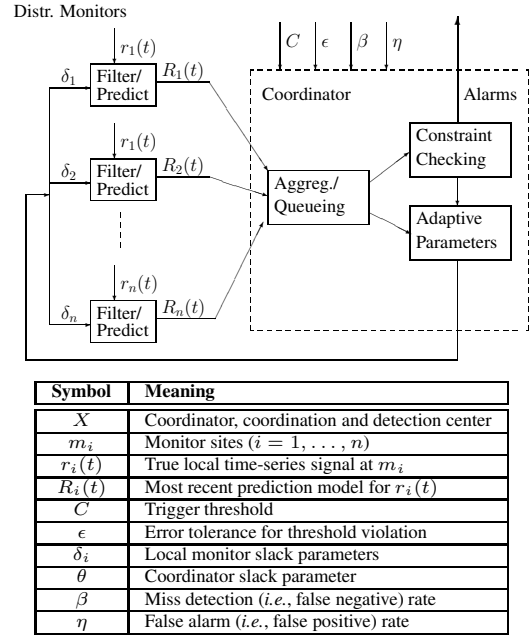 Distr. Monitors
r₁(t)
C ϵ β η
δ₁ Filter/ Predict R₁(t)
Coordinator
Alarms
r₁(t)
Constraint Checking
δ₂ Filter/ Predict R₂(t)
Aggreg./ Queueing
Adaptive Parameters
rₙ(t)
δₙ Filter/ Predict Rₙ(t)
Symbol Meaning
X Coordinator, coordination and detection center
mᵢ Monitor sites (i = 1, . . . , n)
rᵢ(t) True local time-series signal at mᵢ
Rᵢ(t) Most recent prediction model for rᵢ(t)
C Trigger threshold
ϵ Error tolerance for threshold violation
δᵢ Local monitor slack parameters
θ Coordinator slack parameter
β Miss detection (i.e., false negative) rate
η False alarm (i.e., false positive) rate